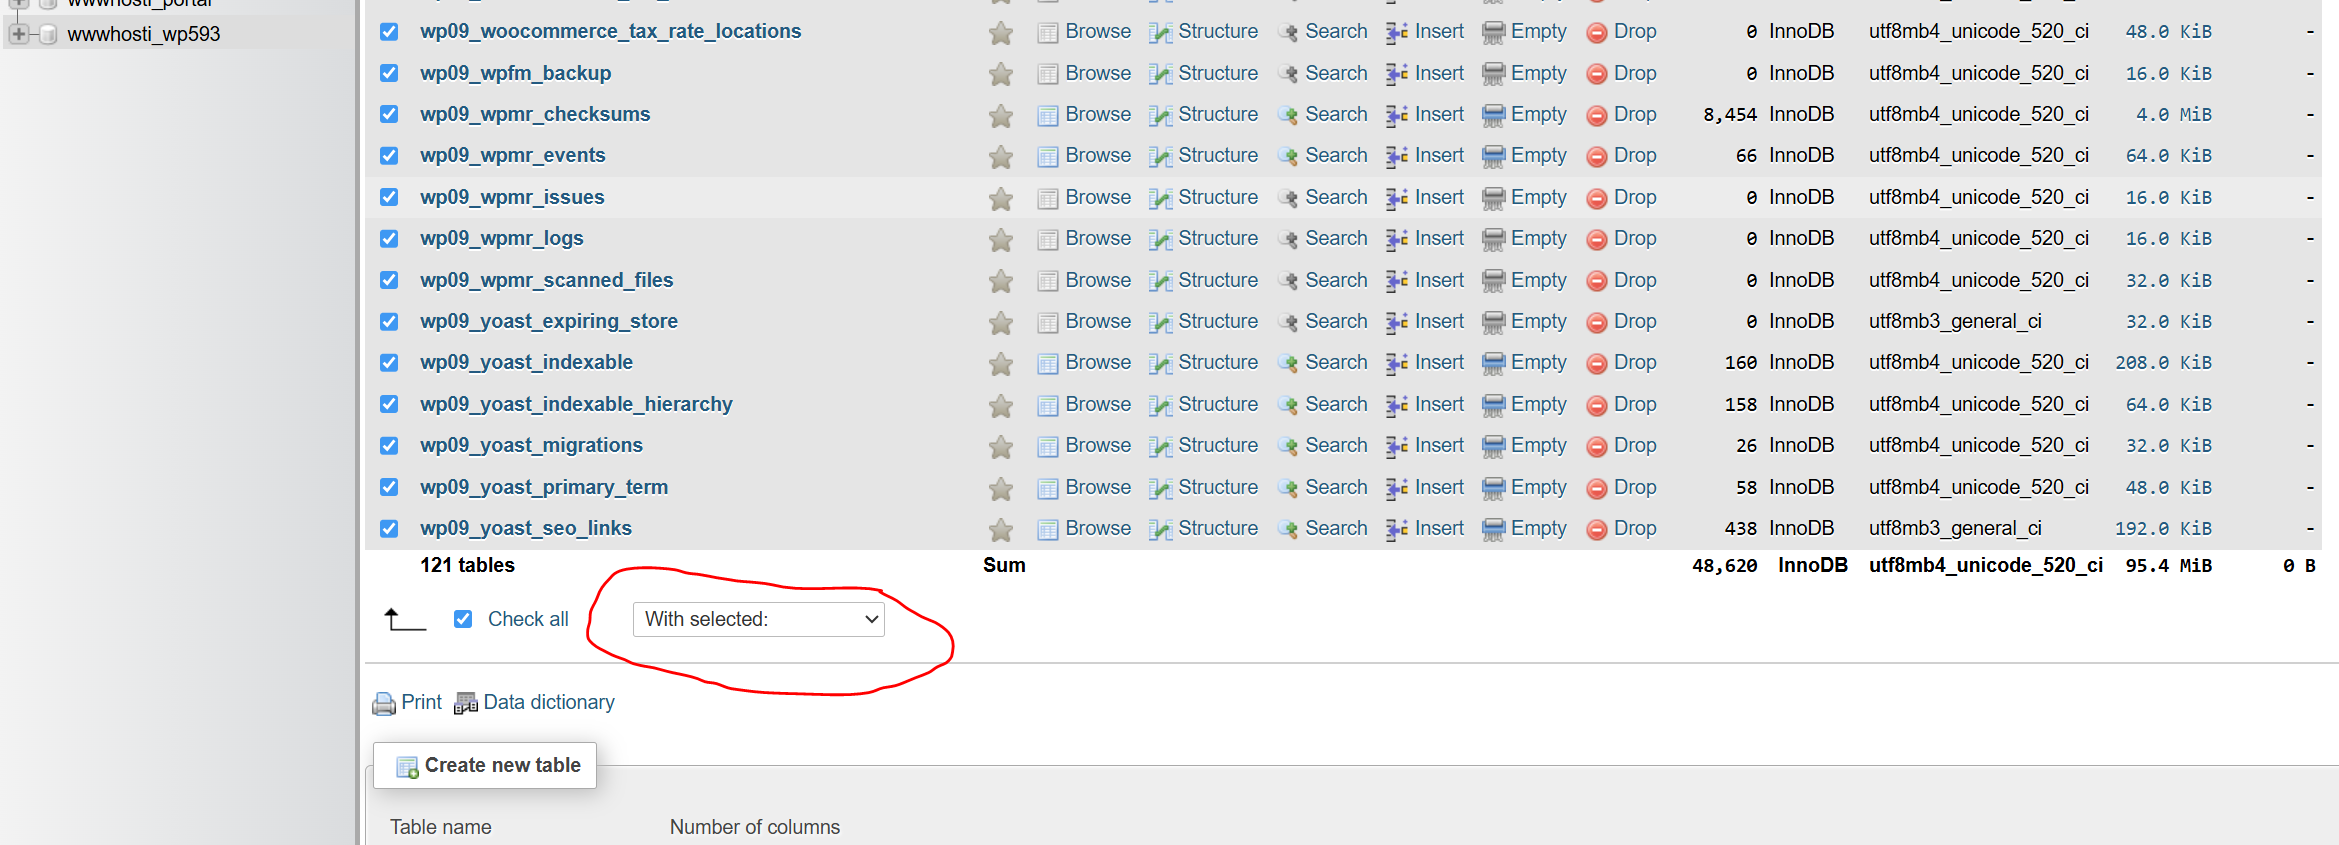 wwwhosti_portal
wwwhosti_wp593
wp09_woocommerce_tax_rate_locations Browse Structure Search Insert Empty Drop 0 InnoDB utf8mb4_unicode_520_ci 48.0 KiB -
wp09_wpfm_backup Browse Structure Search Insert Empty Drop 0 InnoDB utf8mb4_unicode_520_ci 16.0 KiB -
wp09_wpmr_checksums Browse Structure Search Insert Empty Drop 8,454 InnoDB utf8mb4_unicode_520_ci 4.0 MiB -
wp09_wpmr_events Browse Structure Search Insert Empty Drop 66 InnoDB utf8mb4_unicode_520_ci 64.0 KiB -
wp09_wpmr_issues Browse Structure Search Insert Empty Drop 0 InnoDB utf8mb4_unicode_520_ci 16.0 KiB -
wp09_wpmr_logs Browse Structure Search Insert Empty Drop 0 InnoDB utf8mb4_unicode_520_ci 16.0 KiB -
wp09_wpmr_scanned_files Browse Structure Search Insert Empty Drop 0 InnoDB utf8mb4_unicode_520_ci 32.0 KiB -
wp09_yoast_expiring_store Browse Structure Search Insert Empty Drop 0 InnoDB utf8mb3_general_ci 32.0 KiB -
wp09_yoast_indexable Browse Structure Search Insert Empty Drop 160 InnoDB utf8mb4_unicode_520_ci 208.0 KiB -
wp09_yoast_indexable_hierarchy Browse Structure Search Insert Empty Drop 158 InnoDB utf8mb4_unicode_520_ci 64.0 KiB -
wp09_yoast_migrations Browse Structure Search Insert Empty Drop 26 InnoDB utf8mb4_unicode_520_ci 32.0 KiB -
wp09_yoast_primary_term Browse Structure Search Insert Empty Drop 58 InnoDB utf8mb4_unicode_520_ci 48.0 KiB -
wp09_yoast_seo_links Browse Structure Search Insert Empty Drop 438 InnoDB utf8mb3_general_ci 192.0 KiB -
121 tables Sum 48,620 InnoDB utf8mb4_unicode_520_ci 95.4 MiB 0 B
Check all With selected:
Print Data dictionary
Create new table
Table name Number of columns